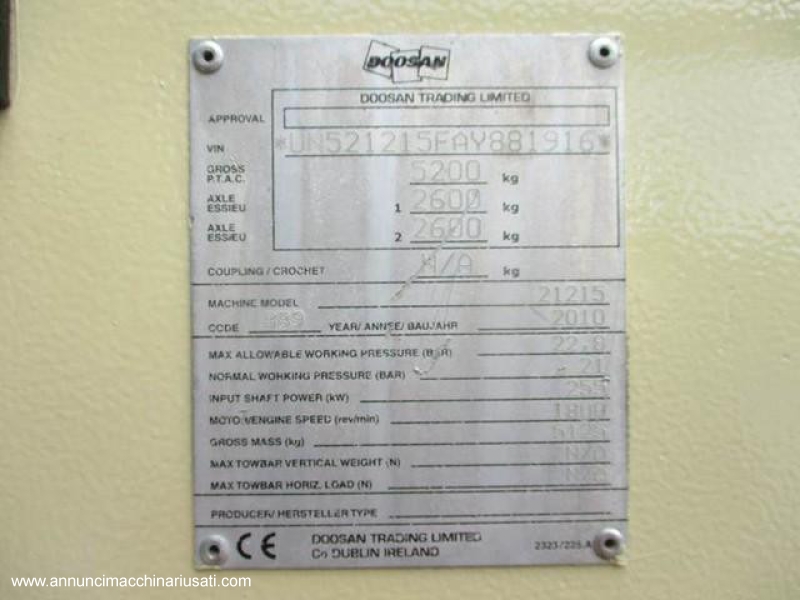 DOOSAN
DOOSAN TRADING LIMITED
APPROVAL
VIN *UN521215FAY881916*
GROSS P.T.A.C. 5200 kg
AXLE ESSIEU 1 2600 kg
AXLE ESSIEU 2 2600 kg
COUPLING / CROCHET N/A kg
MACHINE MODEL 21215
CODE YEAR/ ANNEE/ BAUJAHR 2010
MAX ALLOWABLE WORKING PRESSURE (BAR) 22.0
NORMAL WORKING PRESSURE (BAR) 21
INPUT SHAFT POWER (kW) 255
MOTOR/ENGINE SPEED (rev/min) 1800
GROSS MASS (kg)
MAX TOWBAR VERTICAL WEIGHT (N) N/A
MAX TOWBAR HORIZ. LOAD (N) N/A
PRODUCER/ HERSTELLER TYPE
CE DOOSAN TRADING LIMITED
Co DUBLIN IRELAND
www.annuncimacchinariusati.com